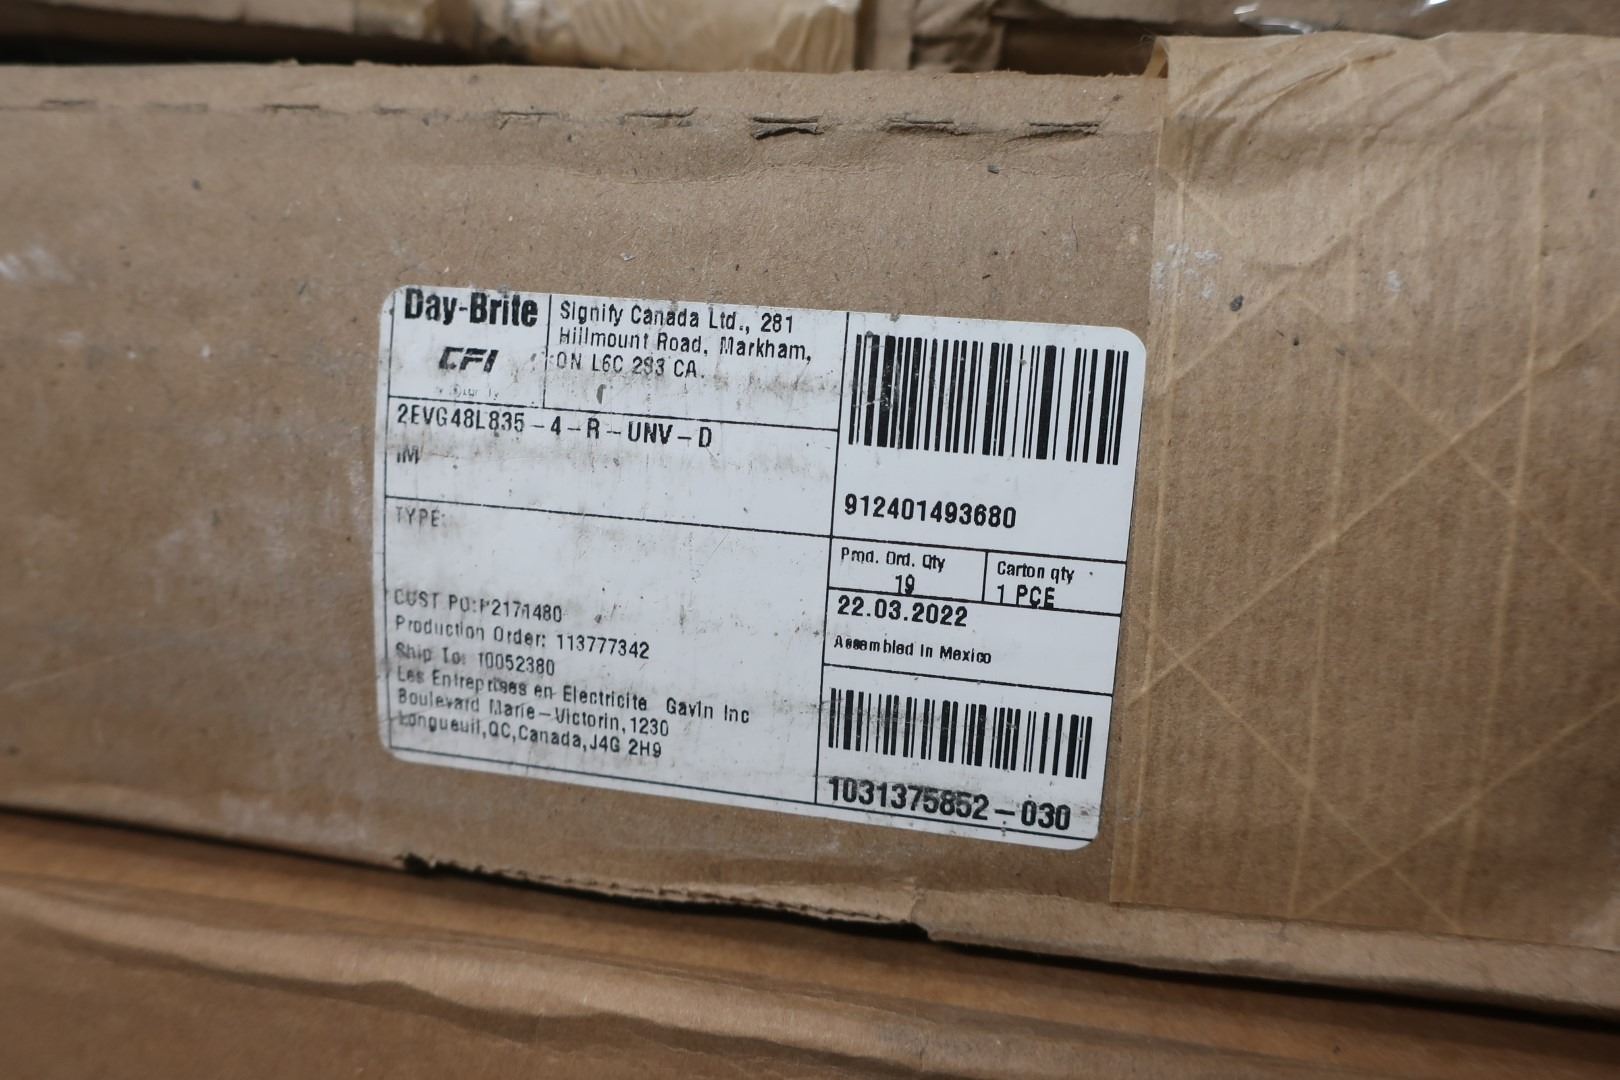 Day-Brite
CFI
Signify Canada Ltd., 281
Hillmount Road, Markham,
ON L6C 2S3 CA.
2EVG48L835-4-R-UNV-D
IM
TYPE:
CUST PO:P2171480
Production Order: 113777342
Ship To: 10052380
Les Entreprises en Electricite Gavin Inc
Boulevard Marie-Victorin,1230
Longueuil,QC,Canada,J4G 2H9
912401493680
Prod. Ord. Qty
19
Carton qty
1 PCE
22.03.2022
Assembled In Mexico
1031375852-030